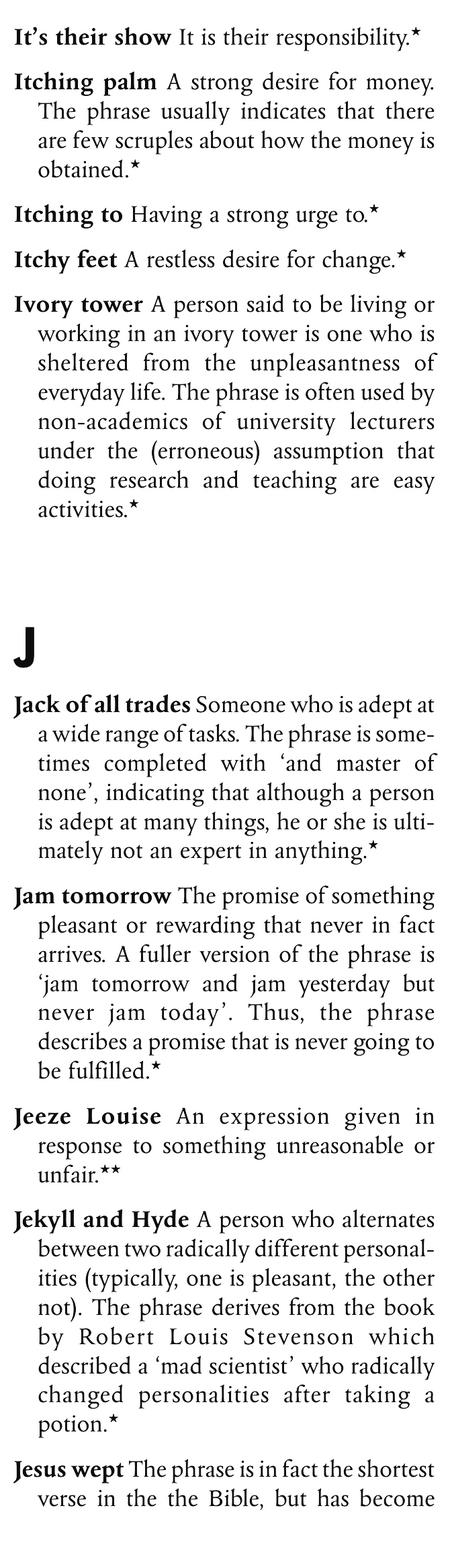 It’s their show It is their responsibility.★
Itching palm A strong desire for money.
The phrase usually indicates that there
are few scruples about how the money is
obtained.★
Itching to Having a strong urge to.★
Itchy feet A restless desire for change.★
Ivory tower A person said to be living or
working in an ivory tower is one who is
sheltered from the unpleasantness of
everyday life. The phrase is often used by
non-academics of university lecturers
under the (erroneous) assumption that
doing research and teaching are easy
activities.★
J
Jack of all trades Someone who is adept at
a wide range of tasks. The phrase is some-
times completed with ‘and master of
none’, indicating that although a person
is adept at many things, he or she is ulti-
mately not an expert in anything.★
Jam tomorrow The promise of something
pleasant or rewarding that never in fact
arrives. A fuller version of the phrase is
‘jam tomorrow and jam yesterday but
never jam today’. Thus, the phrase
describes a promise that is never going to
be fulfilled.★
Jeeze Louise An expression given in
response to something unreasonable or
unfair.★★
Jekyll and Hyde A person who alternates
between two radically different personal-
ities (typically, one is pleasant, the other
not). The phrase derives from the book
by Robert Louis Stevenson which
described a ‘mad scientist’ who radically
changed personalities after taking a
potion.★
Jesus wept The phrase is in fact the shortest
verse in the the Bible, but has become